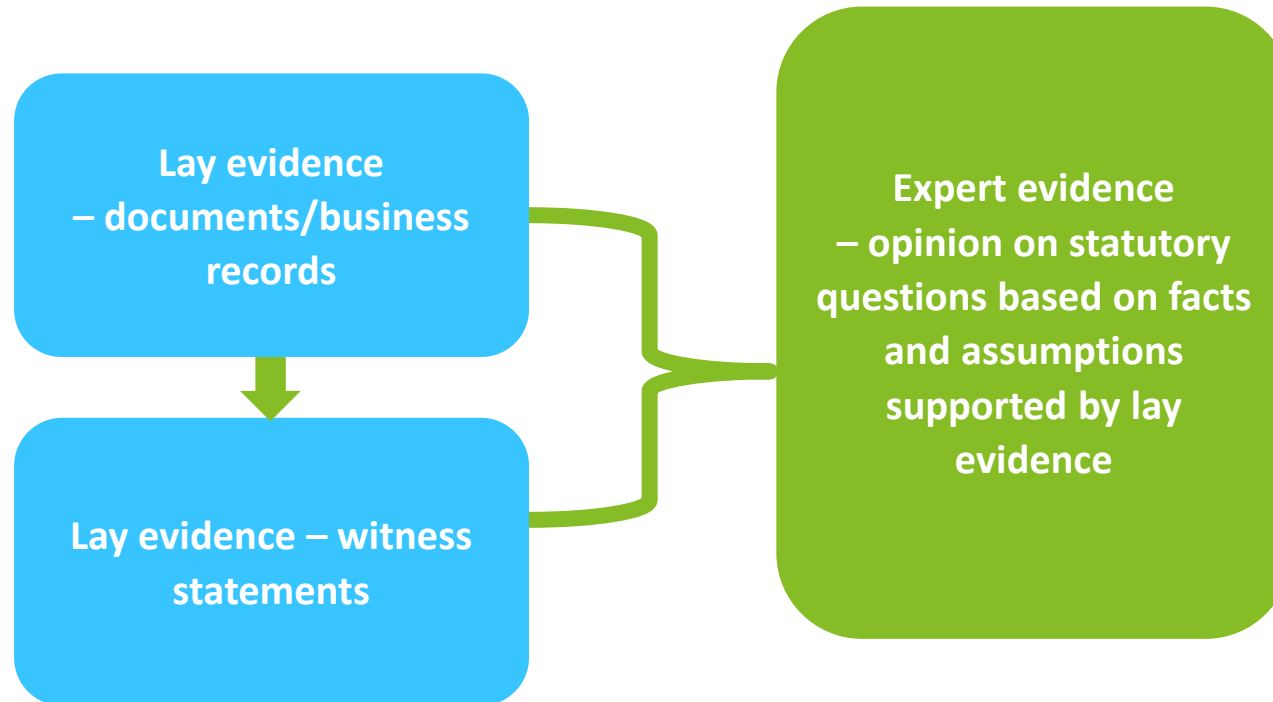 Lay evidence
– documents/business
records
Lay evidence – witness
statements
Expert evidence
– opinion on statutory
questions based on facts
and assumptions
supported by lay
evidence